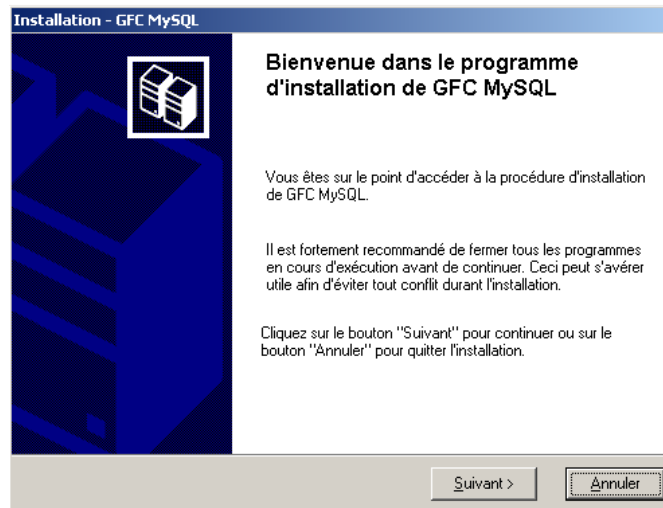 Installation - GFC MySQL
Bienvenue dans le programme
d'installation de GFC MySQL
Vous êtes sur le point d'accéder à la procédure d'installation
de GFC MySQL.
Il est fortement recommandé de fermer tous les programmes
en cours d'exécution avant de continuer. Ceci peut s'avérer
utile afin d'éviter tout conflit durant l'installation.
Cliquez sur le bouton "Suivant" pour continuer ou sur le
bouton "Annuler" pour quitter l'installation.
Suivant >
Annuler